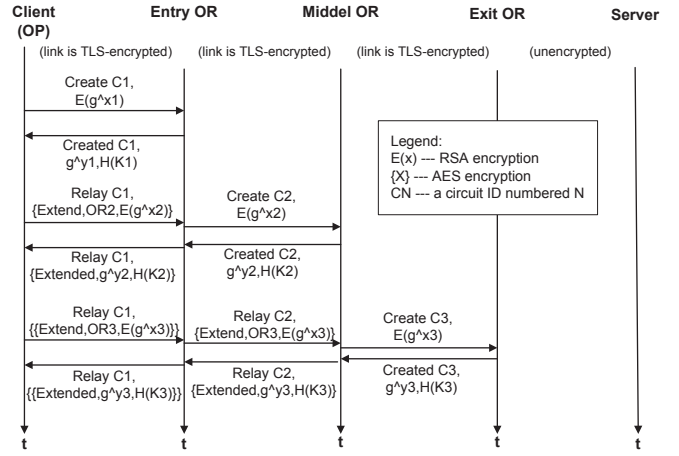 Client
(OP)
Entry OR
Middel OR
Exit OR
Server
(link is TLS-encrypted)
(link is TLS-encrypted)
(link is TLS-encrypted)
(unencrypted)
Create C1,
E(g^x1)
Created C1,
g^y1,H(K1)
Legend:
E(x) --- RSA encryption
{X} --- AES encryption
CN --- a circuit ID numbered N
Relay C1,
{Extend,OR2,E(g^x2)}
Create C2,
E(g^x2)
Relay C1,
{Extended,g^y2,H(K2)}
Created C2,
g^y2,H(K2)
Relay C1,
{{Extend,OR3,E(g^x3)}}
Relay C2,
{Extend,OR3,E(g^x3)}
Create C3,
E(g^x3)
Relay C1,
{{Extended,g^y3,H(K3)}}
Relay C2,
{Extended,g^y3,H(K3)}
Created C3,
g^y3,H(K3)
t
t
t
t
t